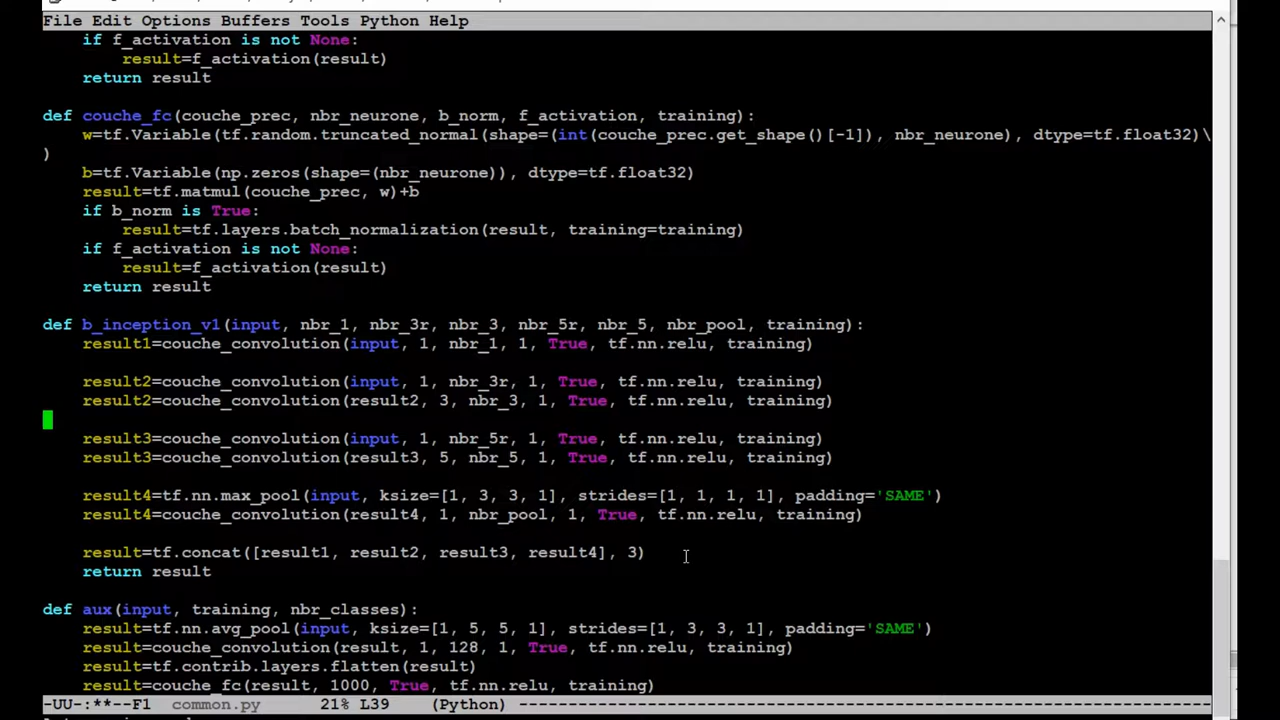 File Edit Options Buffers Tools Python Help
    if f_activation is not None:
        result=f_activation(result)
    return result

def couche_fc(couche_prec, nbr_neurone, b_norm, f_activation, training):
    w=tf.Variable(tf.random.truncated_normal(shape=(int(couche_prec.get_shape()[-1]), nbr_neurone), dtype=tf.float32)\
)
    b=tf.Variable(np.zeros(shape=(nbr_neurone)), dtype=tf.float32)
    result=tf.matmul(couche_prec, w)+b
    if b_norm is True:
        result=tf.layers.batch_normalization(result, training=training)
    if f_activation is not None:
        result=f_activation(result)
    return result

def b_inception_v1(input, nbr_1, nbr_3r, nbr_3, nbr_5r, nbr_5, nbr_pool, training):
    result1=couche_convolution(input, 1, nbr_1, 1, True, tf.nn.relu, training)

    result2=couche_convolution(input, 1, nbr_3r, 1, True, tf.nn.relu, training)
    result2=couche_convolution(result2, 3, nbr_3, 1, True, tf.nn.relu, training)

    result3=couche_convolution(input, 1, nbr_5r, 1, True, tf.nn.relu, training)
    result3=couche_convolution(result3, 5, nbr_5, 1, True, tf.nn.relu, training)

    result4=tf.nn.max_pool(input, ksize=[1, 3, 3, 1], strides=[1, 1, 1, 1], padding='SAME')
    result4=couche_convolution(result4, 1, nbr_pool, 1, True, tf.nn.relu, training)

    result=tf.concat([result1, result2, result3, result4], 3)
    return result

def aux(input, training, nbr_classes):
    result=tf.nn.avg_pool(input, ksize=[1, 5, 5, 1], strides=[1, 3, 3, 1], padding='SAME')
    result=couche_convolution(result, 1, 128, 1, True, tf.nn.relu, training)
    result=tf.contrib.layers.flatten(result)
    result=couche_fc(result, 1000, True, tf.nn.relu, training)
-UU-:**--F1  common.py      21% L39    (Python) ----------------------------------------------------------------------